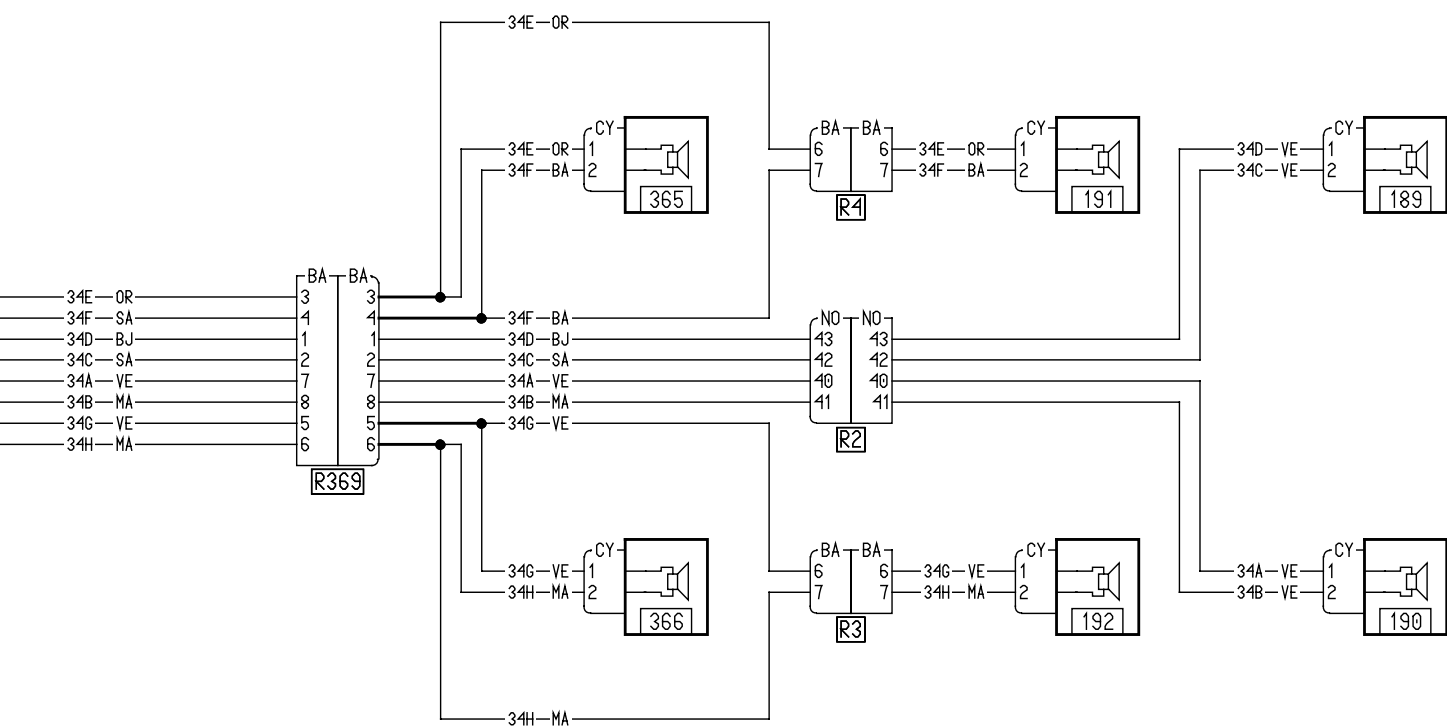 34E OR
CY BA BA CY CY
34E OR 1 6 6 34E OR 1 34D VE 1
34F BA 2 7 7 34F BA 2 34C VE 2
365 R4 191 189
BA BA
34E OR 3 3
34F SA 4 4 34F BA NO NO
34D BJ 1 1 34D BJ 43 43
34C SA 2 2 34C SA 42 42
34A VE 7 7 34A VE 40 40
34B MA 8 8 34B MA 41 41
34G VE 5 5 34G VE
34H MA 6 6 R2
R369
CY BA BA CY CY
34G VE 1 6 6 34G VE 1 34A VE 1
34H MA 2 7 7 34H MA 2 34B VE 2
366 R3 192 190
34H MA